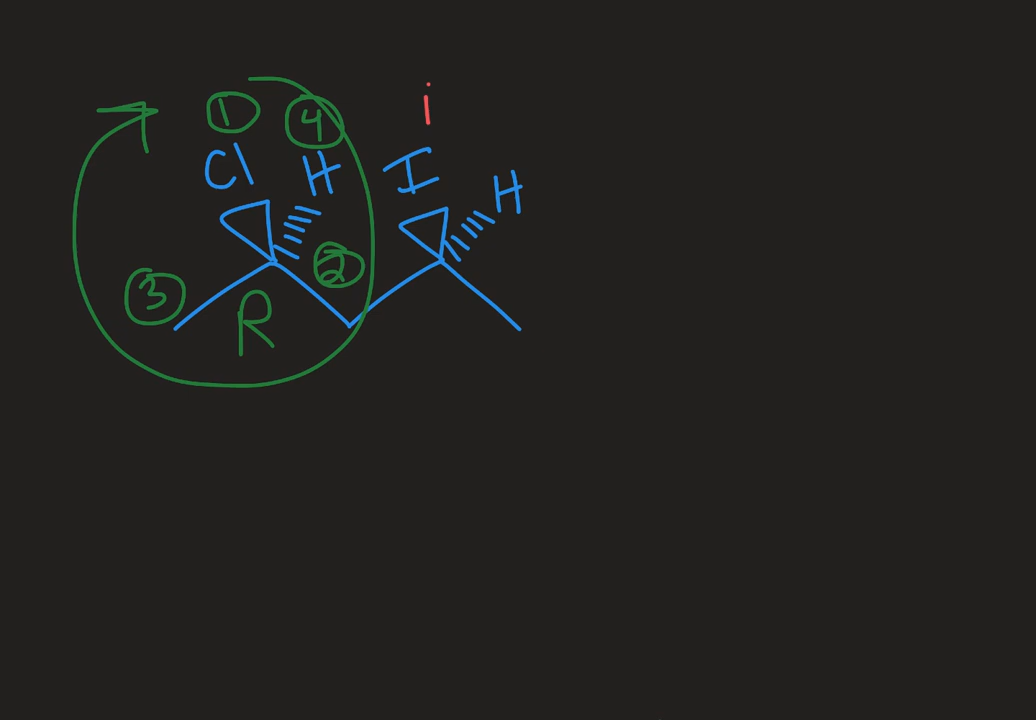 ① ④ i
Cl H I H
③ ②
R